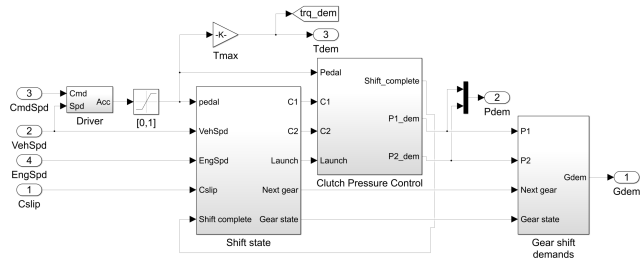 trq_dem
-K-
Tmax
3
Tdem
3
CmdSpd
Cmd
Spd
Acc
Driver
[0,1]
2
VehSpd
4
EngSpd
1
Cslip
pedal
VehSpd
EngSpd
Cslip
Shift complete
C1
C2
Launch
Next gear
Gear state
Shift state
Pedal
C1
C2
Launch
Shift_complete
P1_dem
P2_dem
Clutch Pressure Control
2
Pdem
P1
P2
Next gear
Gear state
Gdem
Gear shift
demands
1
Gdem